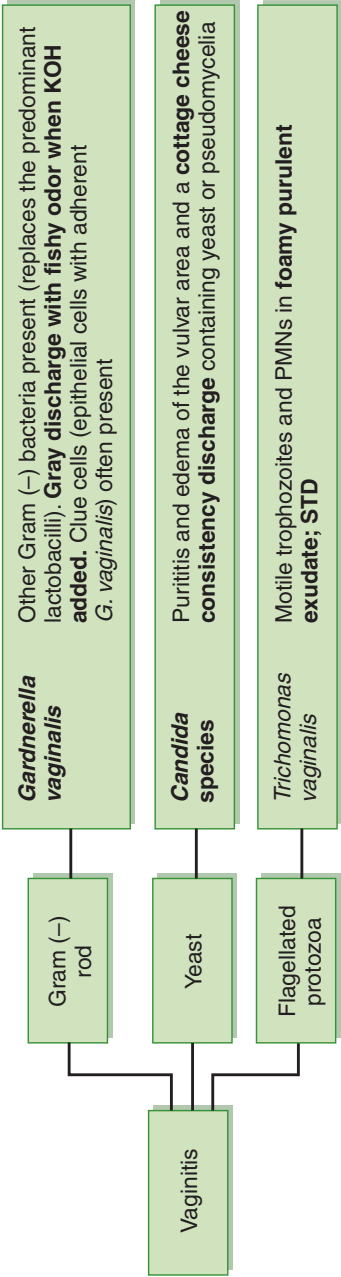 Vaginitis
Gram (–)
rod
Gardnerella
vaginalis
Other Gram (–) bacteria present (replaces the predominant
lactobacilli). Gray discharge with fishy odor when KOH
added. Clue cells (epithelial cells with adherent
G. vaginalis) often present
Yeast
Candida
species
Purititis and edema of the vulvar area and a cottage cheese
consistency discharge containing yeast or pseudomycelia
Flagellated
protozoa
Trichomonas
vaginalis
Motile trophozoites and PMNs in foamy purulent
exudate; STD